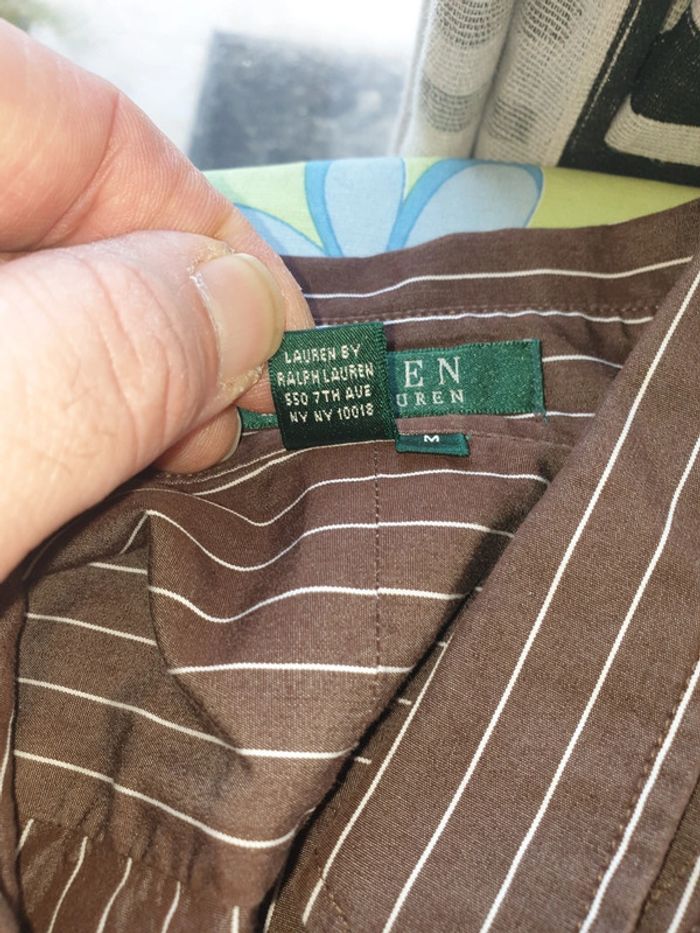 LAUREN BY
RALPH LAUREN
550 7TH AVE
NY NY 10018
EN
UREN
M